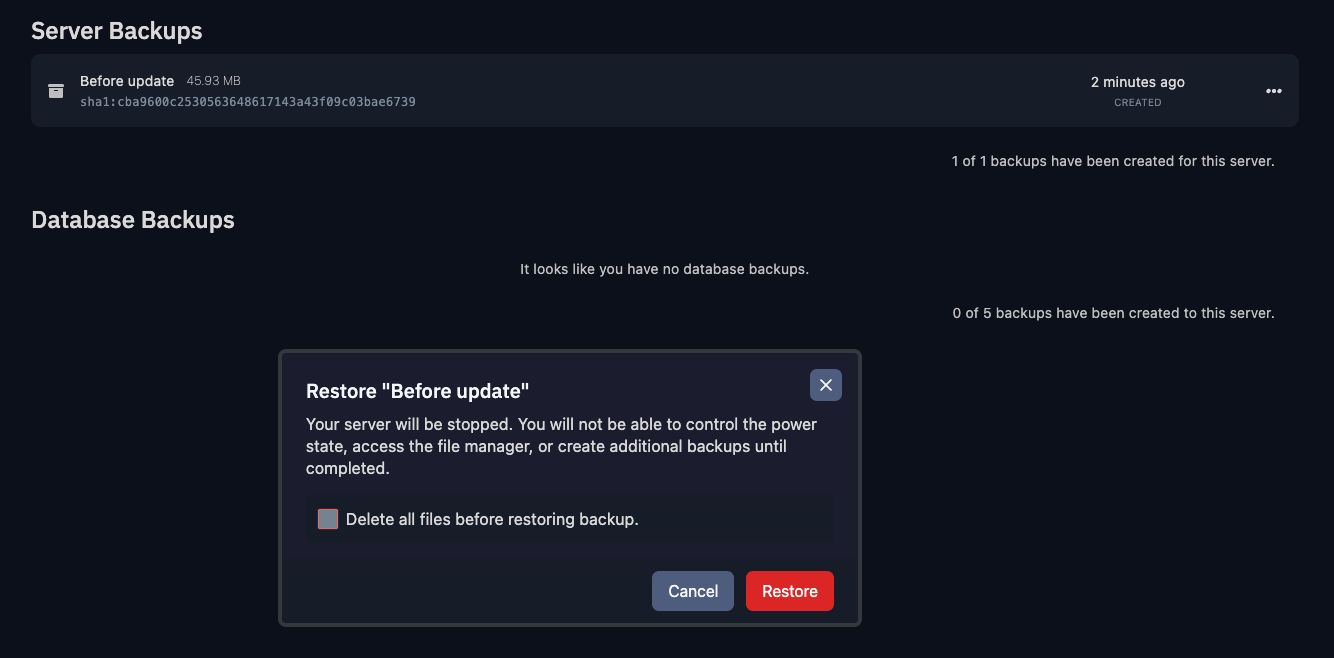 Server Backups
Before update 45.93 MB
sha1:cba9600c2530563648617143a43f09c03bae6739
2 minutes ago
CREATED
1 of 1 backups have been created for this server.
Database Backups
It looks like you have no database backups.
0 of 5 backups have been created to this server.
Restore "Before update"
Your server will be stopped. You will not be able to control the power
state, access the file manager, or create additional backups until
completed.
Delete all files before restoring backup.
Cancel
Restore